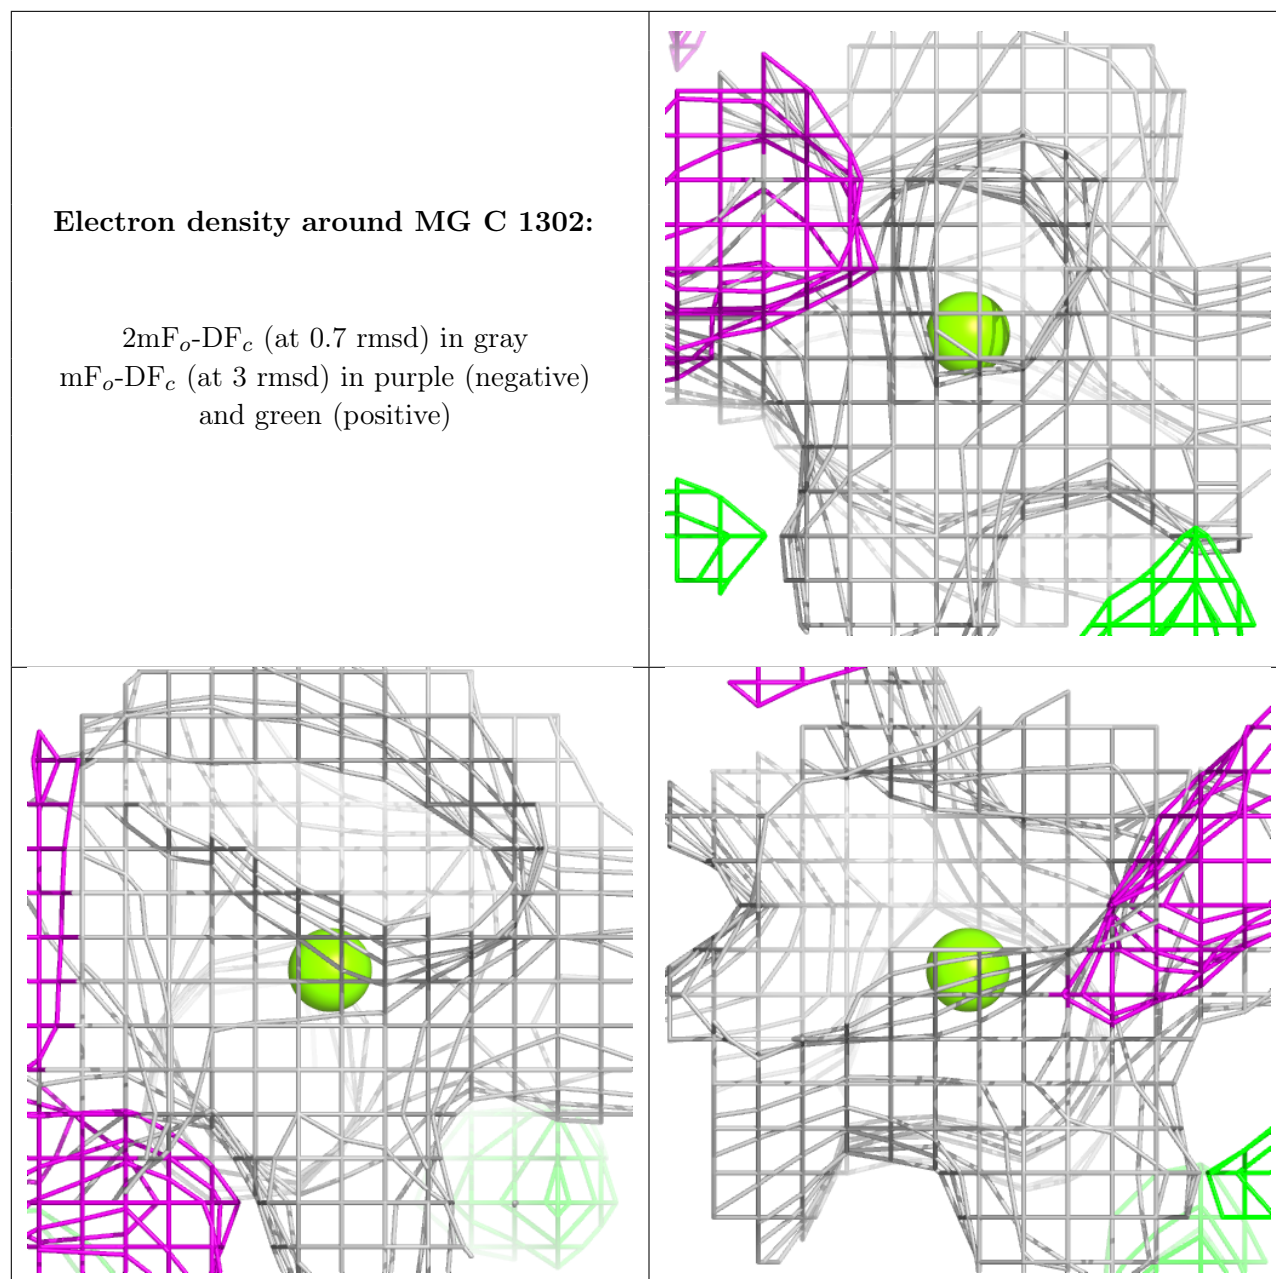 Electron density around MG C 1302:
2mFo-DFc (at 0.7 rmsd) in gray
mFo-DFc (at 3 rmsd) in purple (negative)
and green (positive)